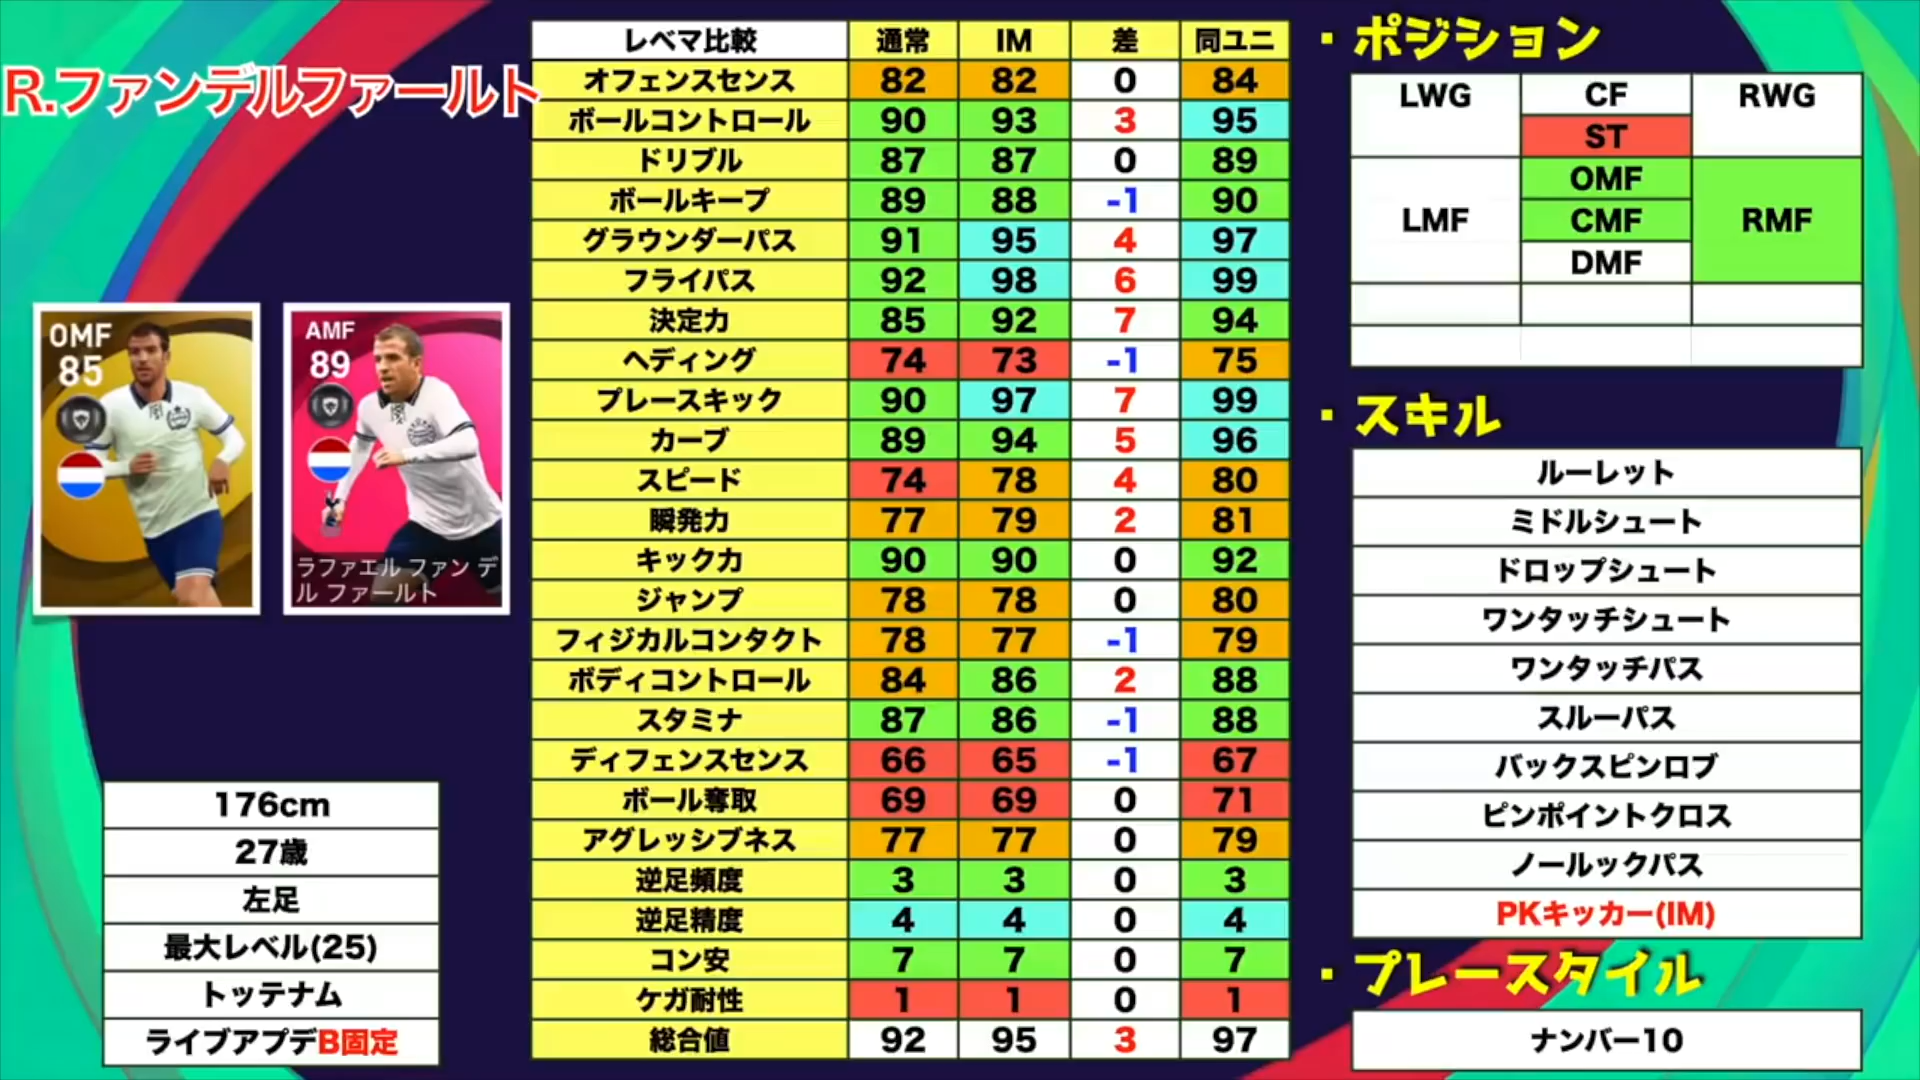 R.ファンデルファールト
OMF
85
AMF
89
ラファエル ファン デ
ル ファールト
176cm
27歳
左足
最大レベル(25)
トッテナム
ライブアプデB固定
レベマ比較 通常 IM 差 同ユニ
オフェンスセンス 82 82 0 84
ボールコントロール 90 93 3 95
ドリブル 87 87 0 89
ボールキープ 89 88 -1 90
グラウンダーパス 91 95 4 97
フライパス 92 98 6 99
決定力 85 92 7 94
ヘディング 74 73 -1 75
プレースキック 90 97 7 99
カーブ 89 94 5 96
スピード 74 78 4 80
瞬発力 77 79 2 81
キック力 90 90 0 92
ジャンプ 78 78 0 80
フィジカルコンタクト 78 77 -1 79
ボディコントロール 84 86 2 88
スタミナ 87 86 -1 88
ディフェンスセンス 66 65 -1 67
ボール奪取 69 69 0 71
アグレッシブネス 77 77 0 79
逆足頻度 3 3 0 3
逆足精度 4 4 0 4
コン安 7 7 0 7
ケガ耐性 1 1 0 1
総合値 92 95 3 97
・ポジション
LWG CF RWG
ST
OMF
LMF CMF RMF
DMF
・スキル
ルーレット
ミドルシュート
ドロップシュート
ワンタッチシュート
ワンタッチパス
スルーパス
バックスピンロブ
ピンポイントクロス
ノールックパス
PKキッカー(IM)
・プレースタイル
ナンバー10